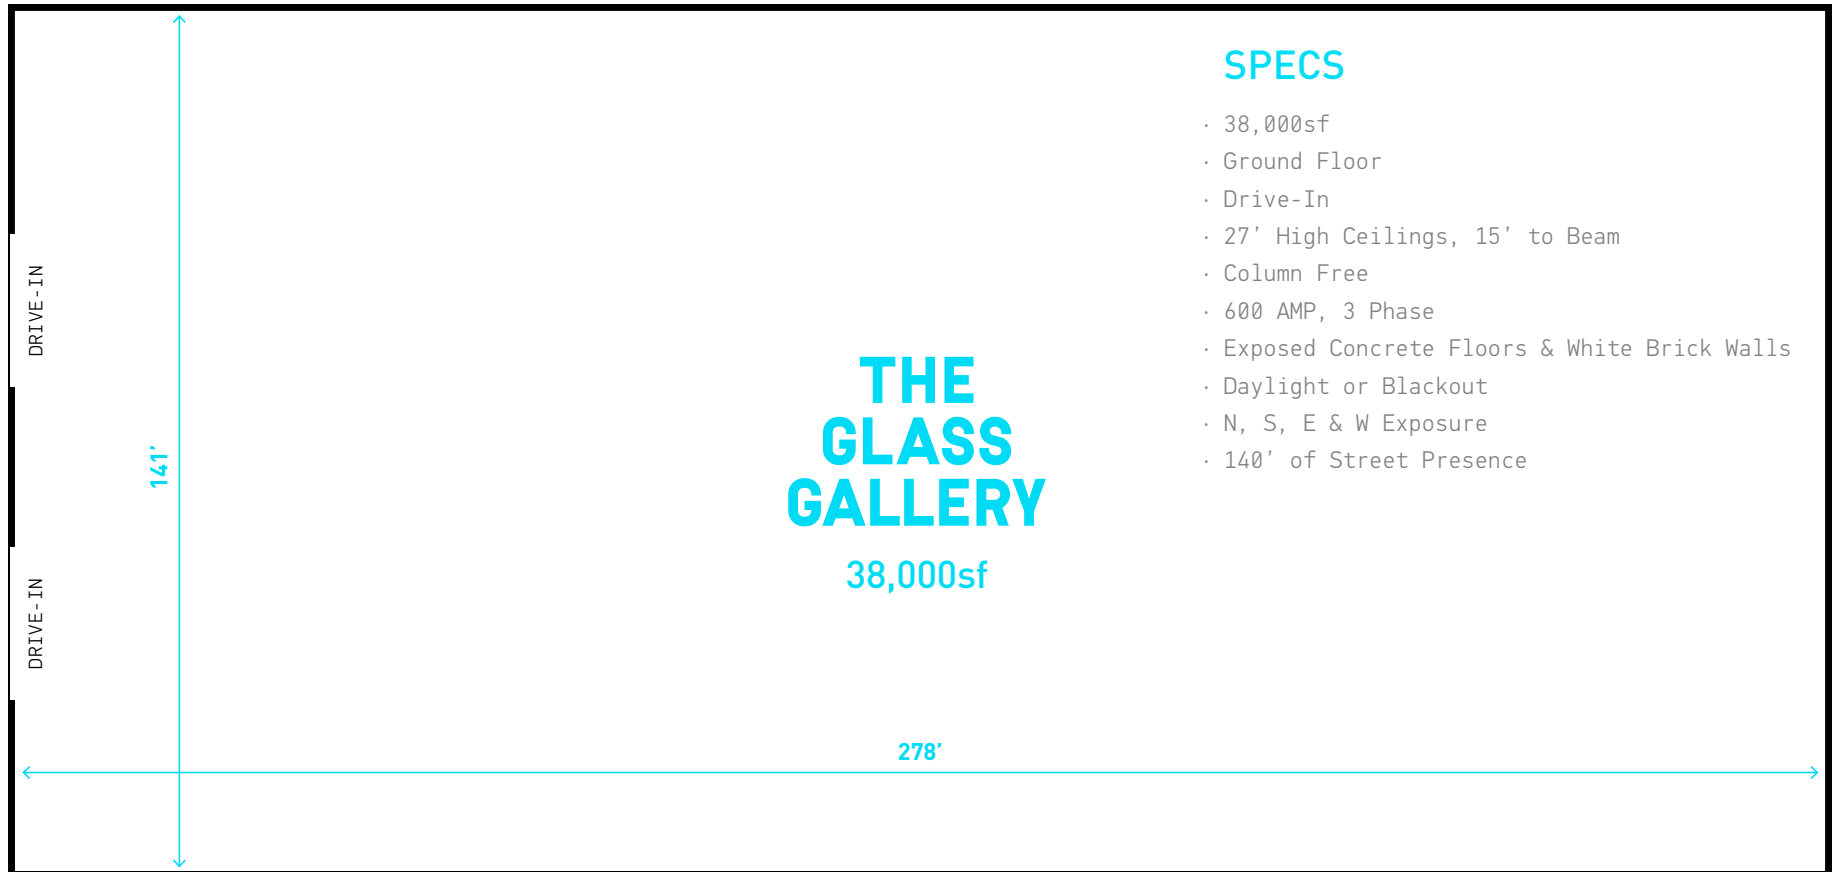 SPECS
· 38,000sf
· Ground Floor
· Drive-In
· 27’ High Ceilings, 15’ to Beam
· Column Free
· 600 AMP, 3 Phase
· Exposed Concrete Floors & White Brick Walls
· Daylight or Blackout
· N, S, E & W Exposure
· 140’ of Street Presence
DRIVE-IN
141’
THE
GLASS
GALLERY
38,000sf
DRIVE-IN
278’